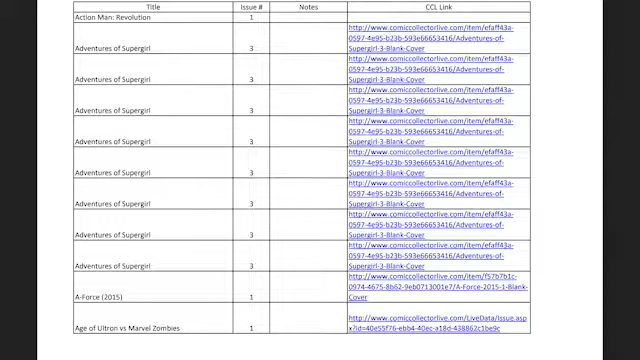 Title Issue # Notes CCL Link
Action Man: Revolution 1
http://www.comiccollectorlive.com/item/efaff43a-
0597-4e95-b23b-593e66653416/Adventures-of-
Adventures of Supergirl 3 Supergirl-3-Blank-Cover
http://www.comiccollectorlive.com/item/efaff43a-
0597-4e95-b23b-593e66653416/Adventures-of-
Adventures of Supergirl 3 Supergirl-3-Blank-Cover
http://www.comiccollectorlive.com/item/efaff43a-
0597-4e95-b23b-593e66653416/Adventures-of-
Adventures of Supergirl 3 Supergirl-3-Blank-Cover
http://www.comiccollectorlive.com/item/efaff43a-
0597-4e95-b23b-593e66653416/Adventures-of-
Adventures of Supergirl 3 Supergirl-3-Blank-Cover
http://www.comiccollectorlive.com/item/efaff43a-
0597-4e95-b23b-593e66653416/Adventures-of-
Adventures of Supergirl 3 Supergirl-3-Blank-Cover
http://www.comiccollectorlive.com/item/efaff43a-
0597-4e95-b23b-593e66653416/Adventures-of-
Adventures of Supergirl 3 Supergirl-3-Blank-Cover
http://www.comiccollectorlive.com/item/efaff43a-
0597-4e95-b23b-593e66653416/Adventures-of-
Adventures of Supergirl 3 Supergirl-3-Blank-Cover
http://www.comiccollectorlive.com/item/efaff43a-
0597-4e95-b23b-593e66653416/Adventures-of-
Adventures of Supergirl 3 Supergirl-3-Blank-Cover
http://www.comiccollectorlive.com/item/f57b7b1c-
0974-4675-8b62-9eb0713001e7/A-Force-2015-1-Blank-
A-Force (2015) 1 Cover
http://www.comiccollectorlive.com/LiveData/Issue.asp
Age of Ultron vs Marvel Zombies 1 x?id=40e55f76-ebb4-40ec-a18d-438862c1be9c